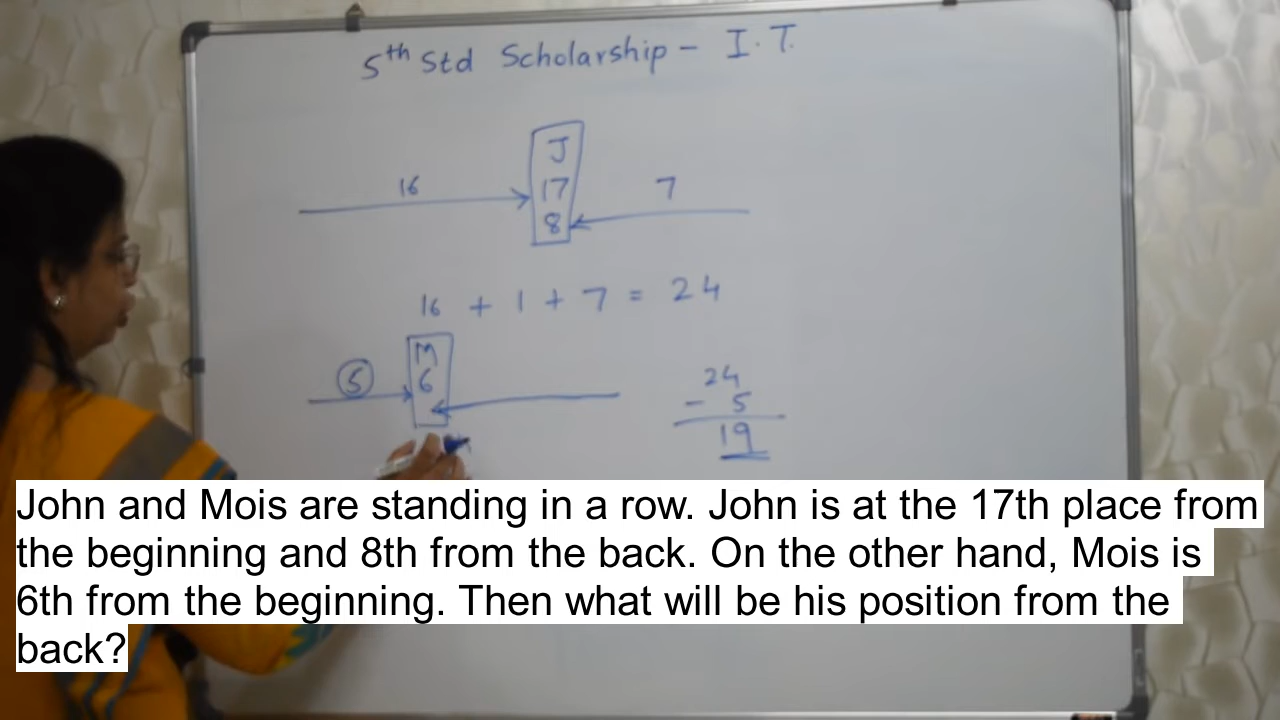 5th Std Scholarship - I.T.
J
16 17 7
8
16 + 1 + 7 = 24
M
5 6
24
- 5
19
John and Mois are standing in a row. John is at the 17th place from
the beginning and 8th from the back. On the other hand, Mois is
6th from the beginning. Then what will be his position from the
back?